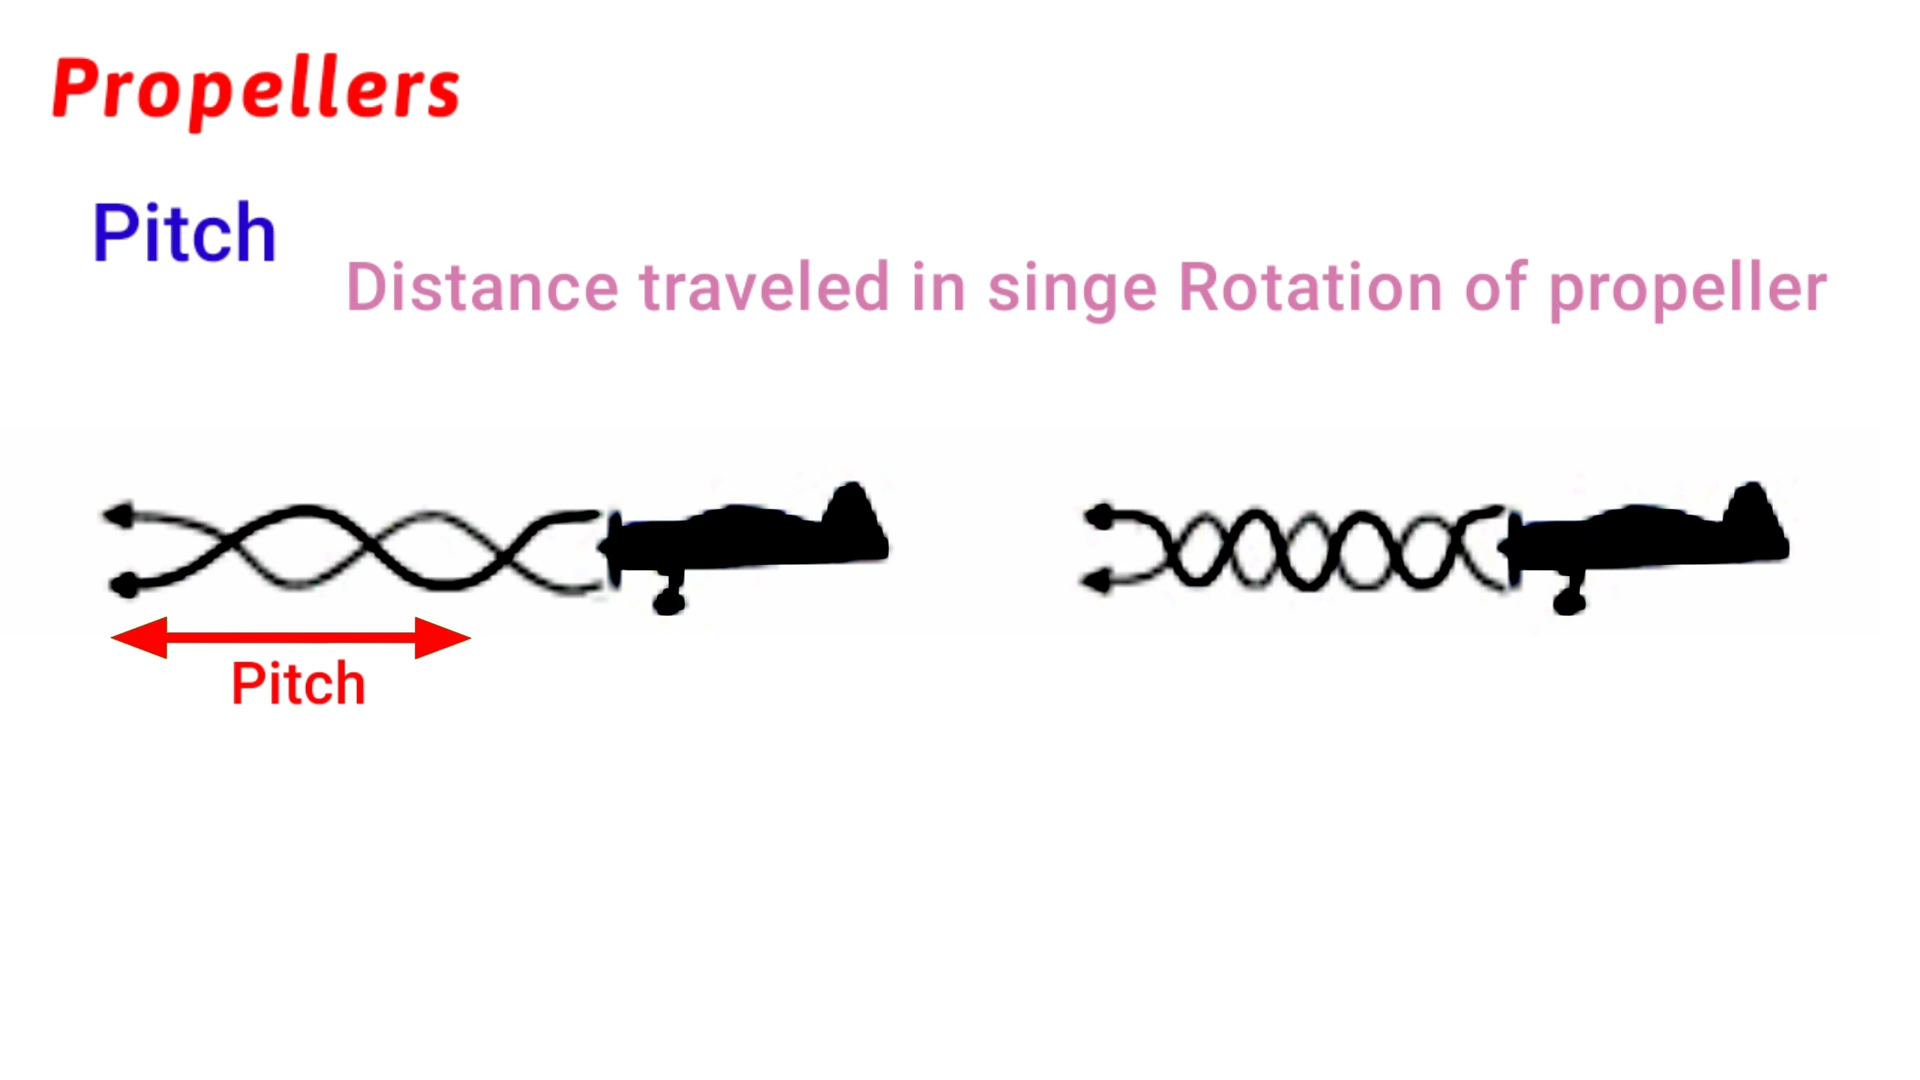 Propellers
Pitch
Distance traveled in singe Rotation of propeller
Pitch